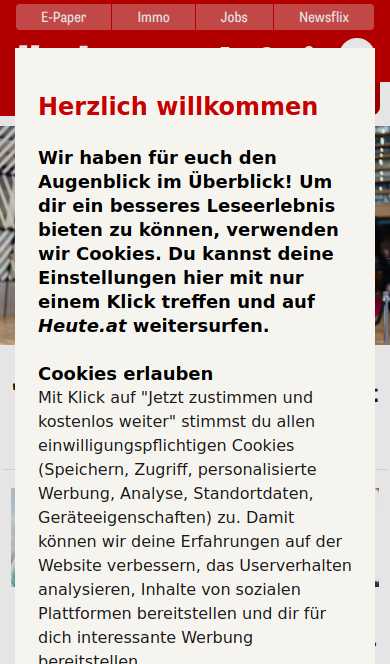 E-Paper
Immo
Jobs
Newsflix
Herzlich willkommen
Wir haben für euch den
Augenblick im Überblick! Um
dir ein besseres Leseerlebnis
bieten zu können, verwenden
wir Cookies. Du kannst deine
Einstellungen hier mit nur
einem Klick treffen und auf
Heute.at weitersurfen.
Cookies erlauben
Mit Klick auf "Jetzt zustimmen und
kostenlos weiter" stimmst du allen
einwilligungspflichtigen Cookies
(Speichern, Zugriff, personalisierte
Werbung, Analyse, Standortdaten,
Geräteeigenschaften) zu. Damit
können wir deine Erfahrungen auf der
Website verbessern, das Userverhalten
analysieren, Inhalte von sozialen
Plattformen bereitstellen und dir für
dich interessante Werbung
bereitstellen